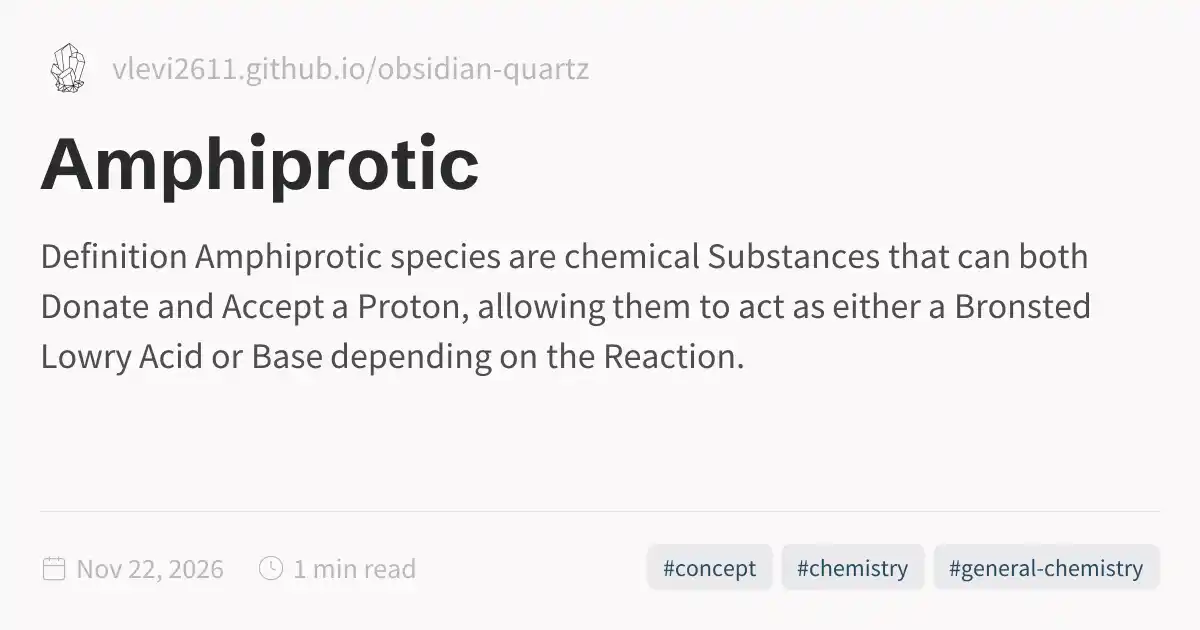 vlevi2611.github.io/obsidian-quartz
Amphiprotic
Definition Amphiprotic species are chemical Substances that can both
Donate and Accept a Proton, allowing them to act as either a Bronsted
Lowry Acid or Base depending on the Reaction.
Nov 22, 2026 1 min read #concept #chemistry #general-chemistry